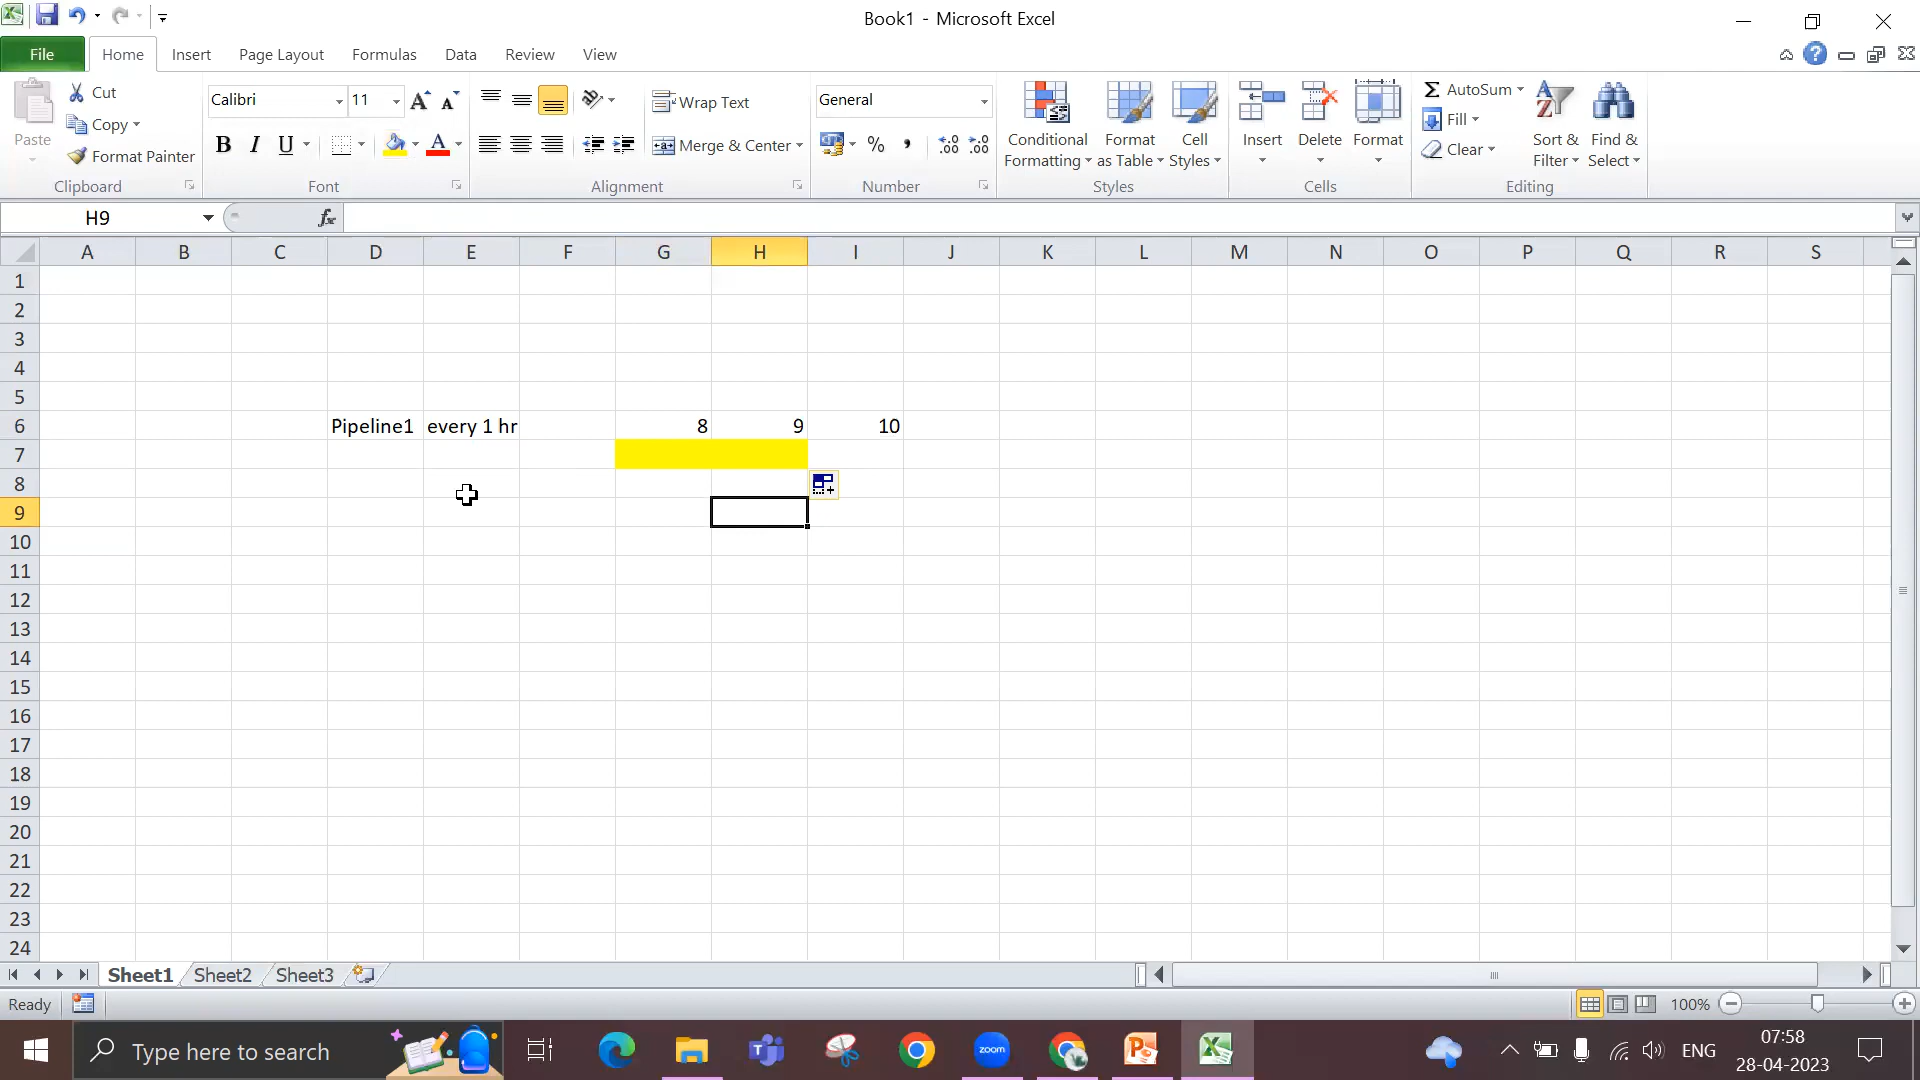 Book1 - Microsoft Excel
File Home Insert Page Layout Formulas Data Review View
Paste
Cut
Copy
Format Painter
Clipboard
Calibri 11
B I U
Font
Wrap Text
Merge & Center
Alignment
General
%
Number
Conditional Formatting
Format as Table
Cell Styles
Styles
Insert Delete Format
Cells
AutoSum
Fill
Clear
Sort & Filter
Find & Select
Editing
H9 fx
A B C D E F G H I J K L M N O P Q R S
1
2
3
4
5
6 Pipeline1 every 1 hr 8 9 10
7
8
9
10
11
12
13
14
15
16
17
18
19
20
21
22
23
24
Sheet1 Sheet2 Sheet3
Ready 100%
Type here to search
zoom
ENG
07:58
28-04-2023